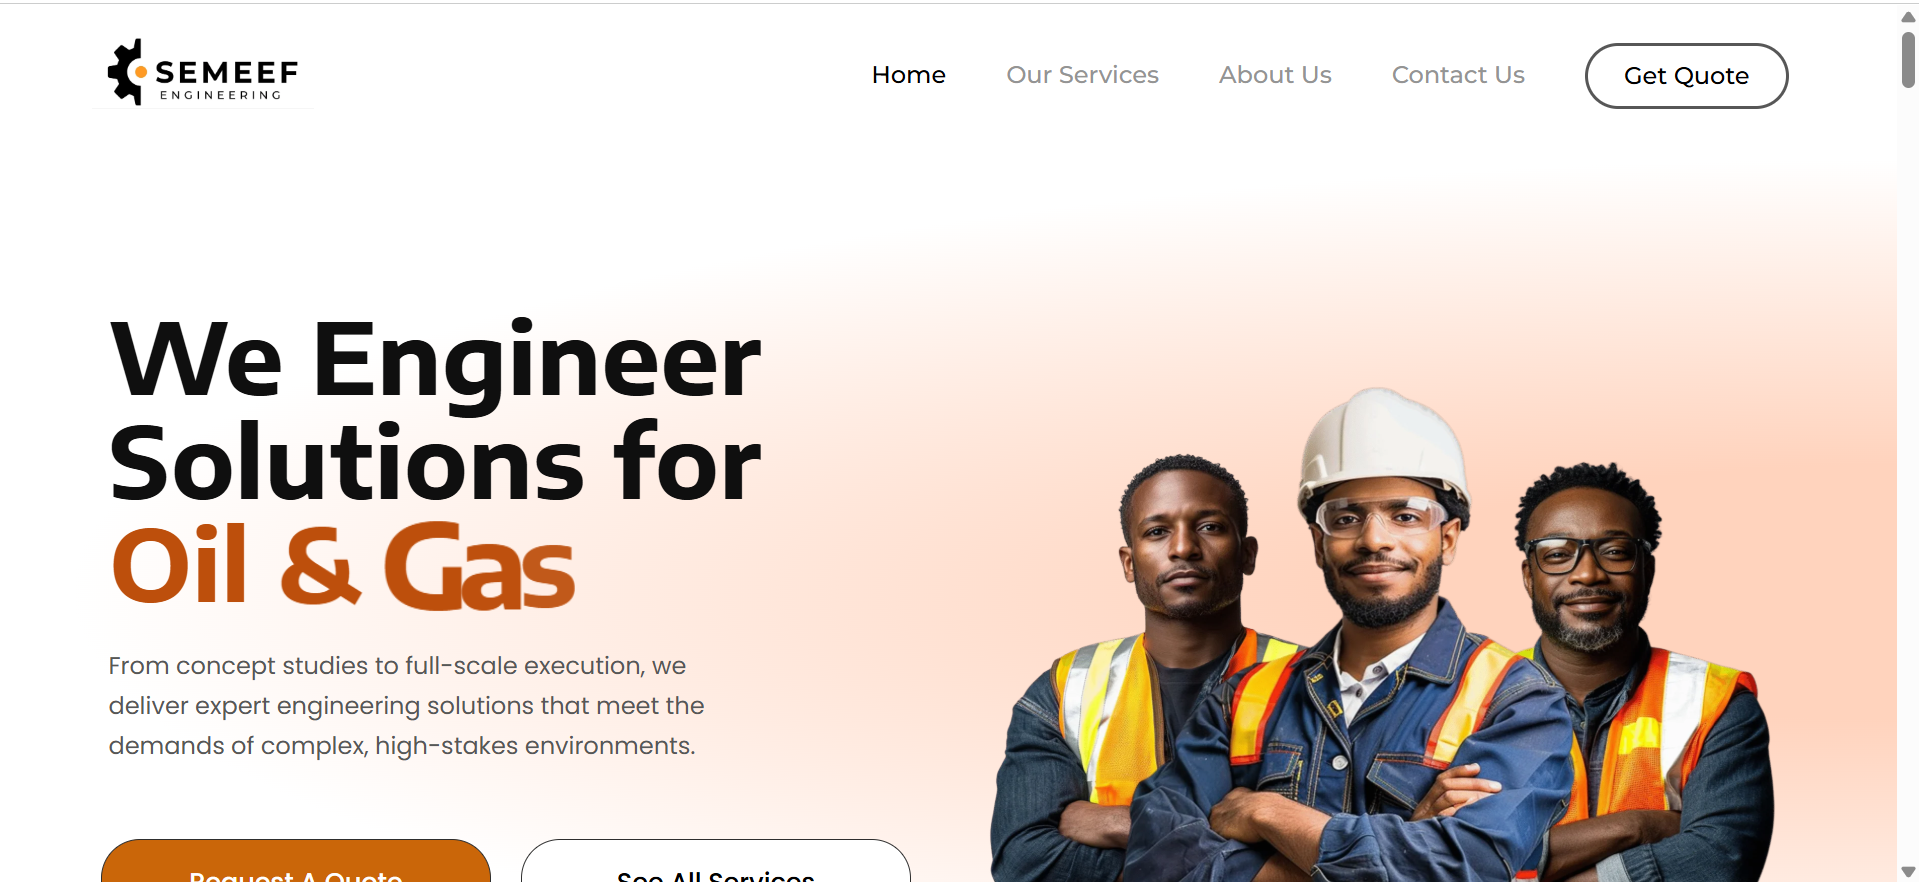 SEMEEF
ENGINEERING
Home
Our Services
About Us
Contact Us
Get Quote
We Engineer
Solutions for
Oil & Gas
From concept studies to full-scale execution, we
deliver expert engineering solutions that meet the
demands of complex, high-stakes environments.
Request A Quote
See All Services